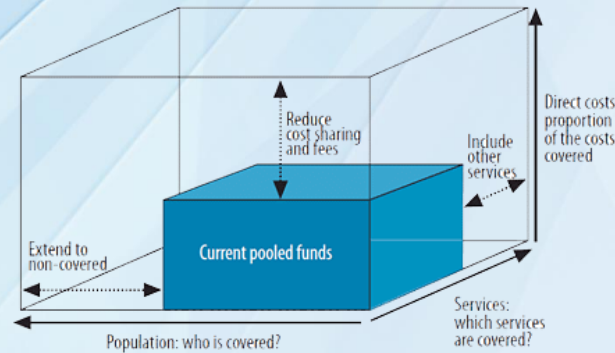 Reduce
cost sharing
and fees
Include
other
services
Direct costs
proportion
of the costs
covered
Extend to
non-covered
Current pooled funds
Population: who is covered?
Services:
which services
are covered?